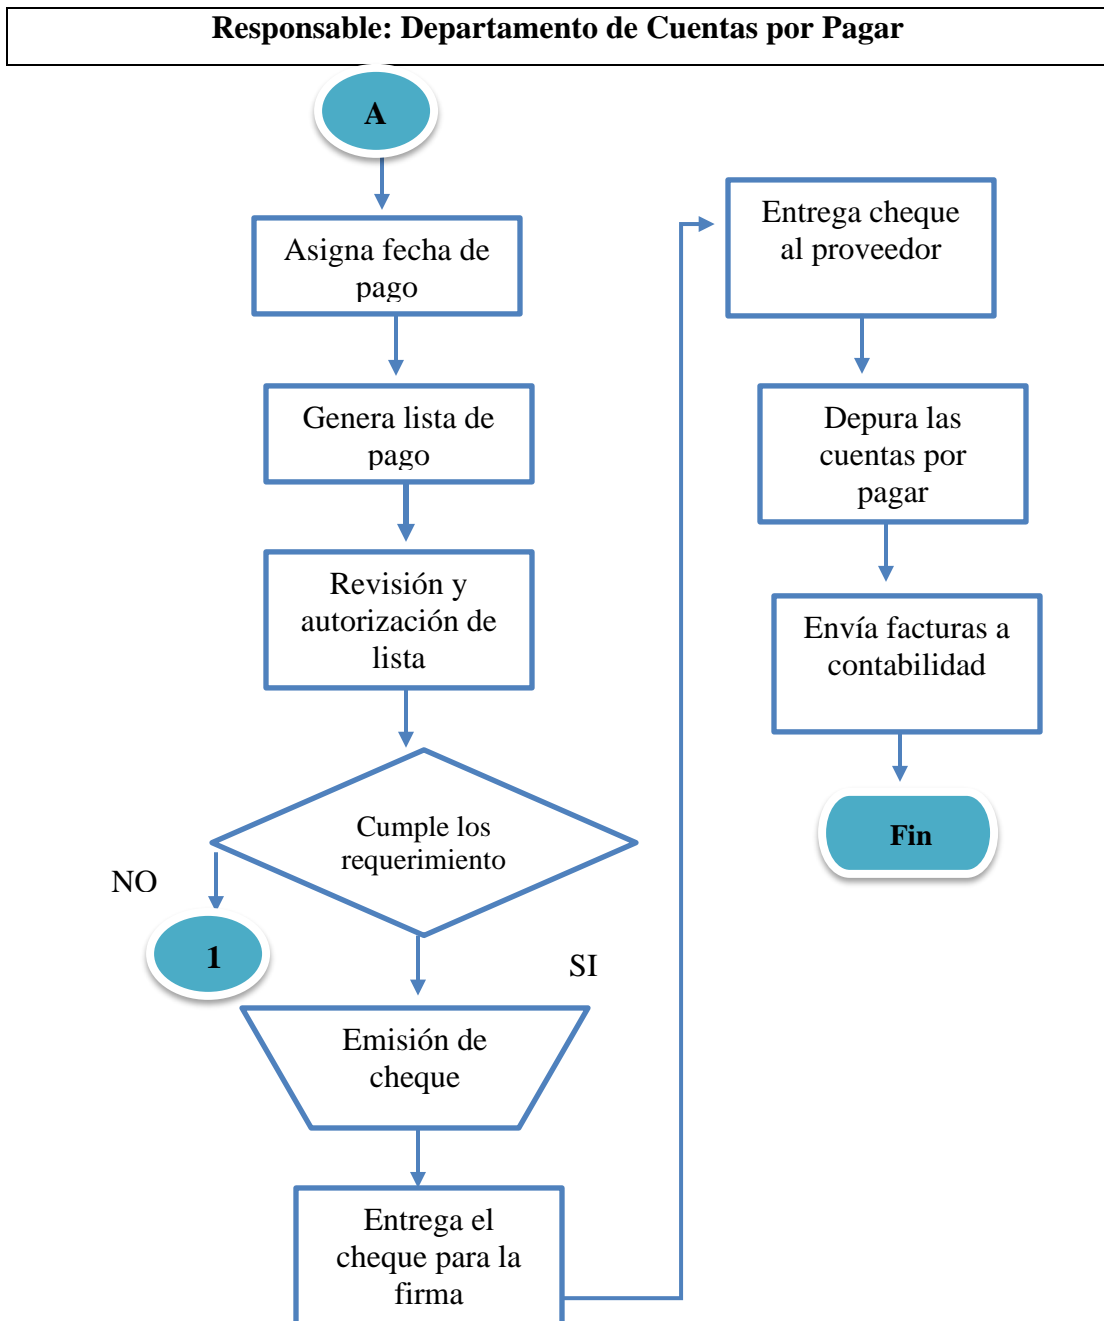 Responsable: Departamento de Cuentas por Pagar
A
Asigna fecha de
pago
Genera lista de
pago
Revisión y
autorización de
lista
Cumple los
requerimiento
NO
1
SI
Emisión de
cheque
Entrega el
cheque para la
firma
Entrega cheque
al proveedor
Depura las
cuentas por
pagar
Envía facturas a
contabilidad
Fin